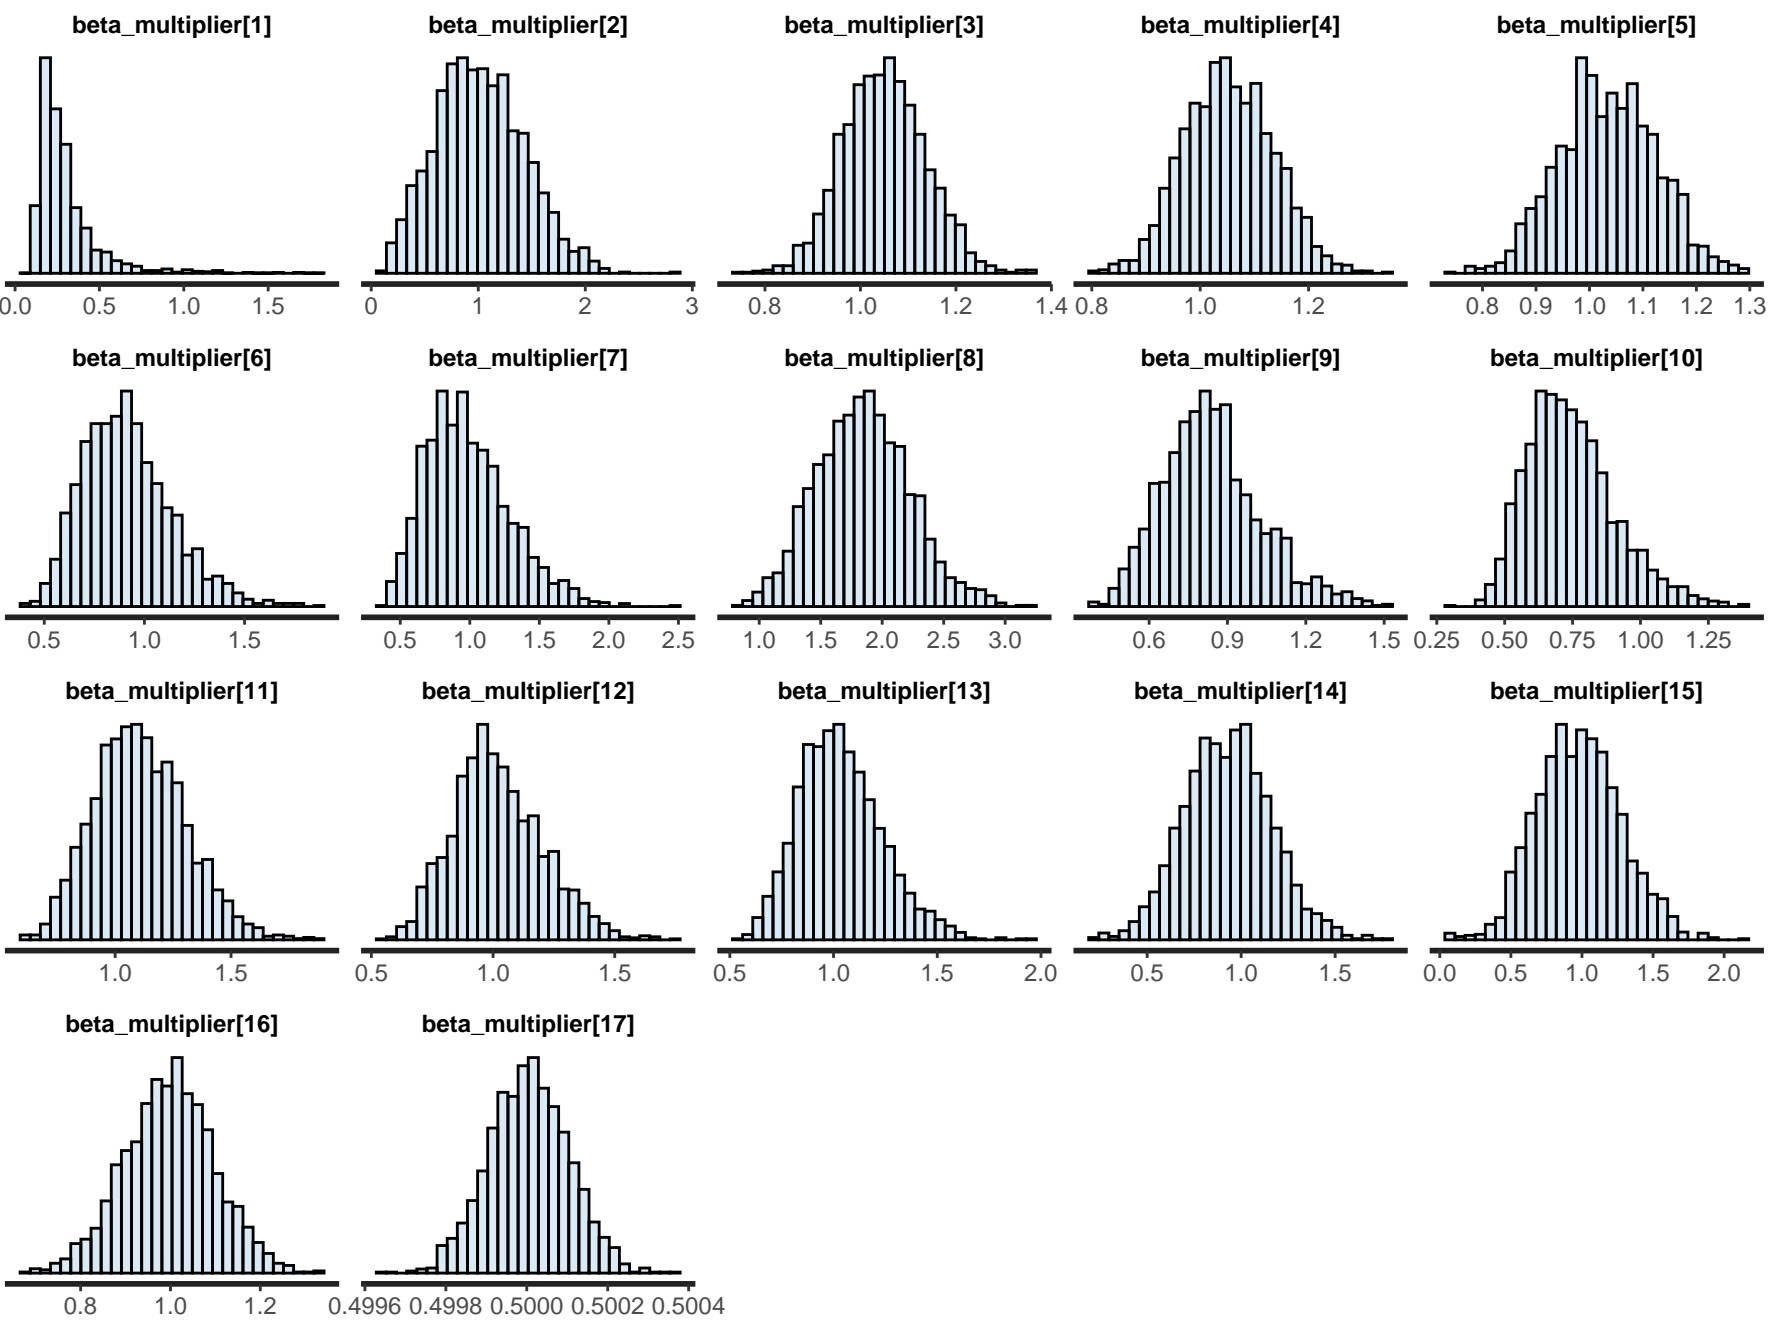 beta_multiplier[1] beta_multiplier[2] beta_multiplier[3] beta_multiplier[4] beta_multiplier[5]
0.0 0.5 1.0 1.5 0 1 2 3 0.8 1.0 1.2 1.4 0.8 1.0 1.2 0.8 0.9 1.0 1.1 1.2 1.3
beta_multiplier[6] beta_multiplier[7] beta_multiplier[8] beta_multiplier[9] beta_multiplier[10]
0.5 1.0 1.5 0.5 1.0 1.5 2.0 2.5 1.0 1.5 2.0 2.5 3.0 0.6 0.9 1.2 1.5 0.25 0.50 0.75 1.00 1.25
beta_multiplier[11] beta_multiplier[12] beta_multiplier[13] beta_multiplier[14] beta_multiplier[15]
1.0 1.5 0.5 1.0 1.5 0.5 1.0 1.5 2.0 0.5 1.0 1.5 0.0 0.5 1.0 1.5 2.0
beta_multiplier[16] beta_multiplier[17]
0.8 1.0 1.2 0.4996 0.4998 0.5000 0.5002 0.5004